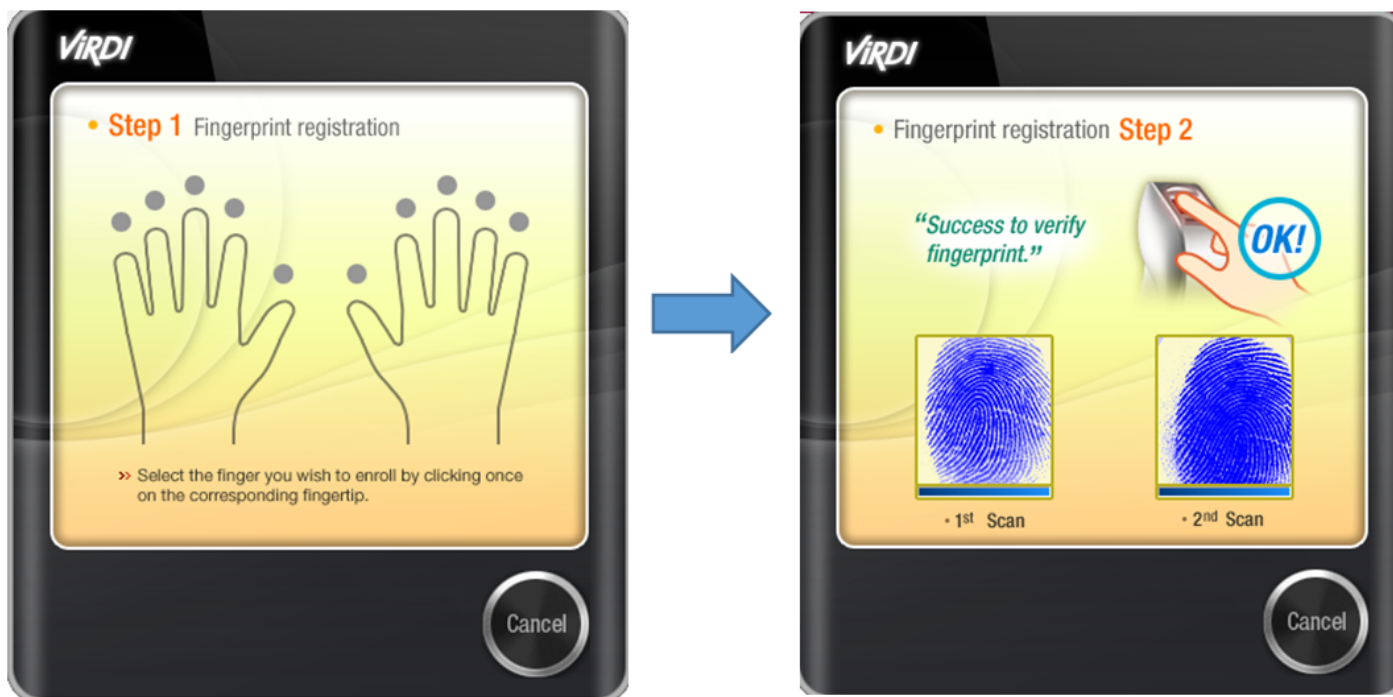 ViRDI
• Step 1 Fingerprint registration
» Select the finger you wish to enroll by clicking once
on the corresponding fingertip.
Cancel
ViRDI
• Fingerprint registration Step 2
“Success to verify
fingerprint.”
OK!
• 1st Scan
• 2nd Scan
Cancel